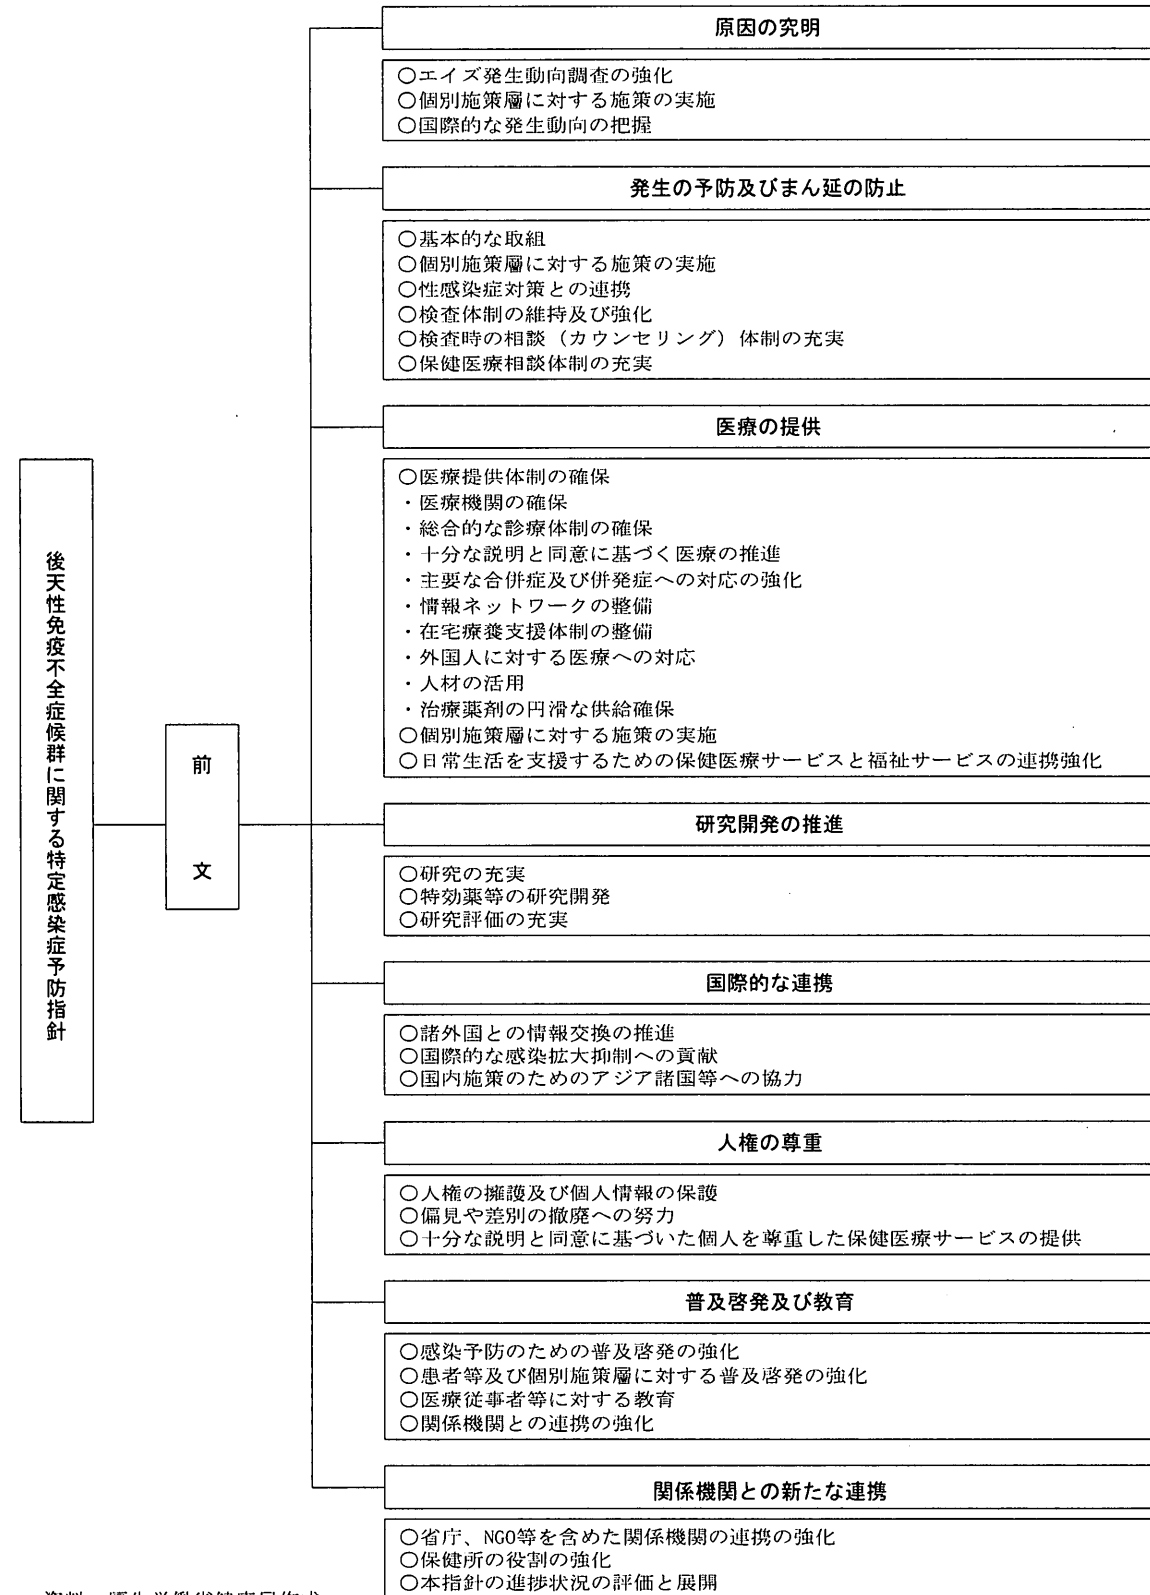 後天性免疫不全症候群に関する特定感染症予防指針
前文
原因の究明
○エイズ発生動向調査の強化
○個別施策層に対する施策の実施
○国際的な発生動向の把握
発生の予防及びまん延の防止
○基本的な取組
○個別施策層に対する施策の実施
○性感染症対策との連携
○検査体制の維持及び強化
○検査時の相談（カウンセリング）体制の充実
○保健医療相談体制の充実
医療の提供
○医療提供体制の確保
・医療機関の確保
・総合的な診療体制の確保
・十分な説明と同意に基づく医療の推進
・主要な合併症及び併発症への対応の強化
・情報ネットワークの整備
・在宅療養支援体制の整備
・外国人に対する医療への対応
・人材の活用
・治療薬剤の円滑な供給確保
○個別施策層に対する施策の実施
○日常生活を支援するための保健医療サービスと福祉サービスの連携強化
研究開発の推進
○研究の充実
○特効薬等の研究開発
○研究評価の充実
国際的な連携
○諸外国との情報交換の推進
○国際的な感染拡大抑制への貢献
○国内施策のためのアジア諸国等への協力
人権の尊重
○人権の擁護及び個人情報の保護
○偏見や差別の撤廃への努力
○十分な説明と同意に基づいた個人を尊重した保健医療サービスの提供
普及啓発及び教育
○感染予防のための普及啓発の強化
○患者等及び個別施策層に対する普及啓発の強化
○医療従事者等に対する教育
○関係機関との連携の強化
関係機関との新たな連携
○省庁、NGO等を含めた関係機関の連携の強化
○保健所の役割の強化
○本指針の進捗状況の評価と展開